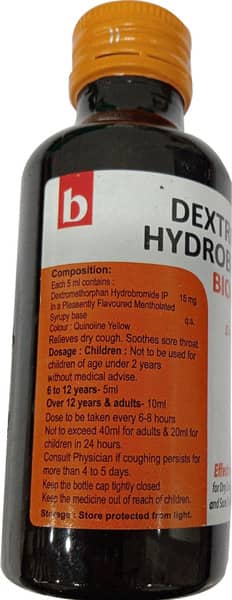 b
DEXTR
HYDROB
BIO
Composition:
Each 5 ml contains :
Dextromethorphan Hydrobromide IP 15 mg
In a Pleasently Flavoured Mentholated
Syrupy base q.s.
Colour : Quinoline Yellow
Relieves dry cough. Soothes sore throat.
Dosage : Children : Not to be used for
children of age under 2 years
without medical advise.
6 to 12 years- 5ml
Over 12 years & adults- 10ml
Dose to be taken every 6-8 hours
Not to exceed 40ml for adults & 20ml for
children in 24 hours.
Consult Physician if coughing persists for
more than 4 to 5 days.
Keep the bottle cap tightly closed
Keep the medicine out of reach of children.
Storage : Store protected from light.
Effecti
for Dry
and So